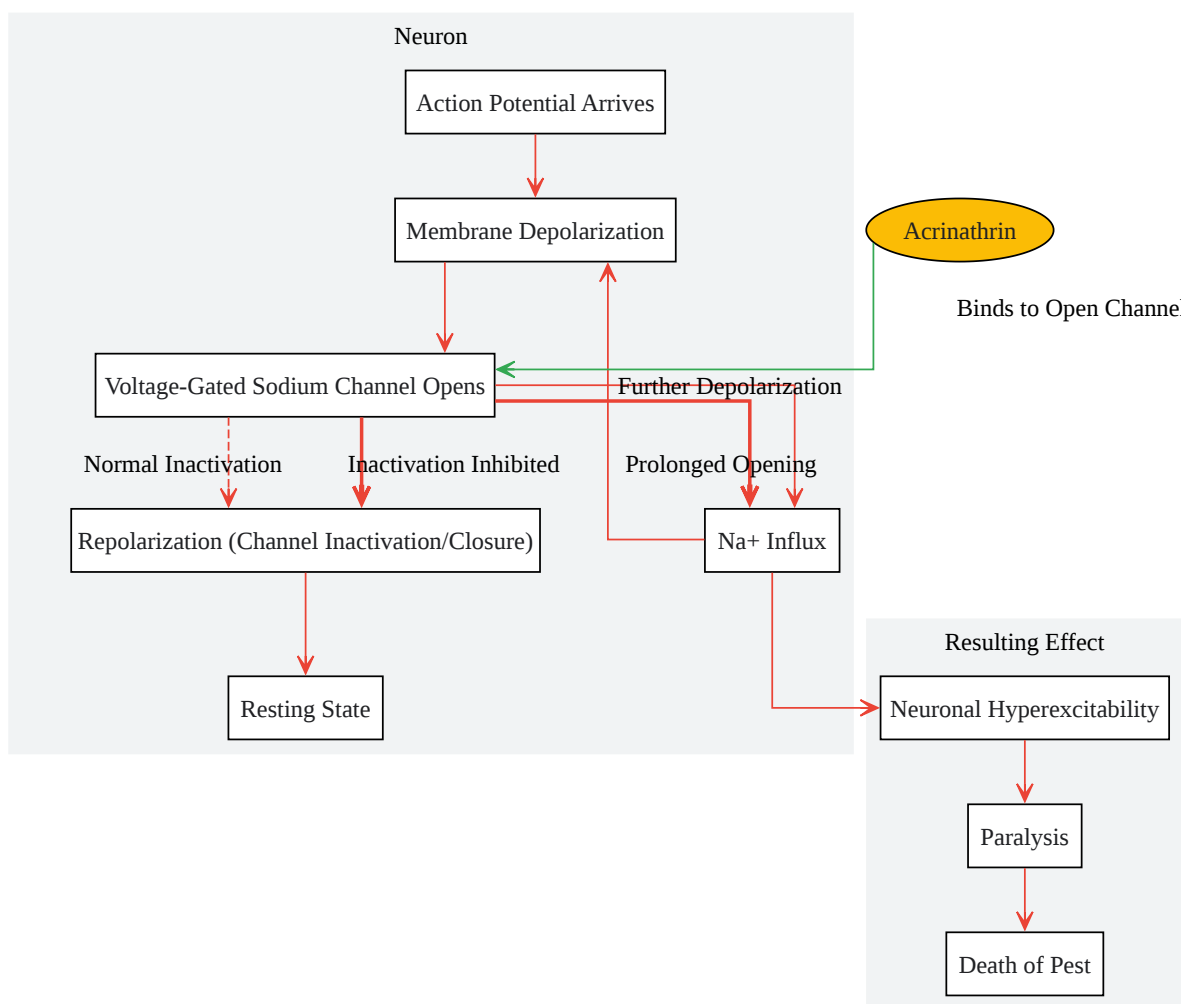 Neuron
Action Potential Arrives
Membrane Depolarization
Acrinathrin
Binds to Open Channel
Voltage-Gated Sodium Channel Opens
Further Depolarization
Normal Inactivation
Inactivation Inhibited
Prolonged Opening
Repolarization (Channel Inactivation/Closure)
Na+ Influx
Resulting Effect
Resting State
Neuronal Hyperexcitability
Paralysis
Death of Pest